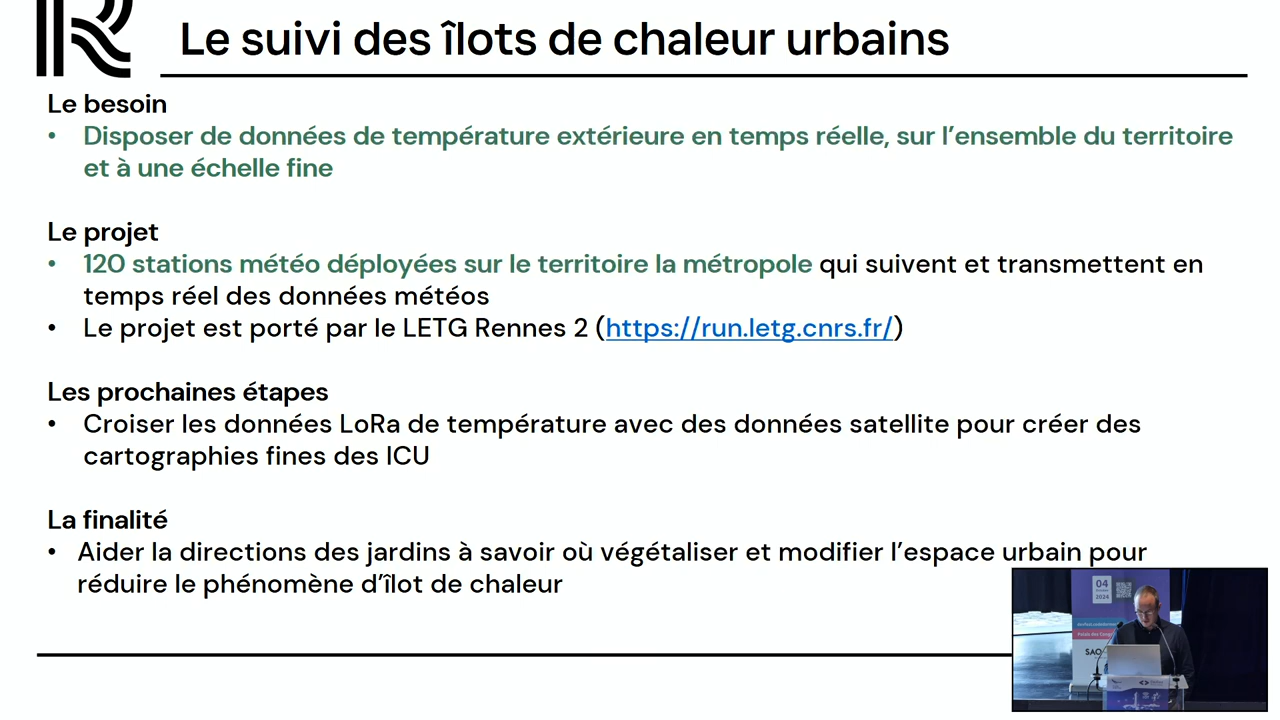 Le suivi des îlots de chaleur urbains
Le besoin
• Disposer de données de température extérieure en temps réelle, sur l'ensemble du territoire
et à une échelle fine
Le projet
• 120 stations météo déployées sur le territoire la métropole qui suivent et transmettent en
temps réel des données météos
• Le projet est porté par le LETG Rennes 2 (https://run.letg.cnrs.fr/)
Les prochaines étapes
• Croiser les données LoRa de température avec des données satellite pour créer des
cartographies fines des ICU
La finalité
• Aider la directions des jardins à savoir où végétaliser et modifier l'espace urbain pour
réduire le phénomène d'îlot de chaleur
04
2024